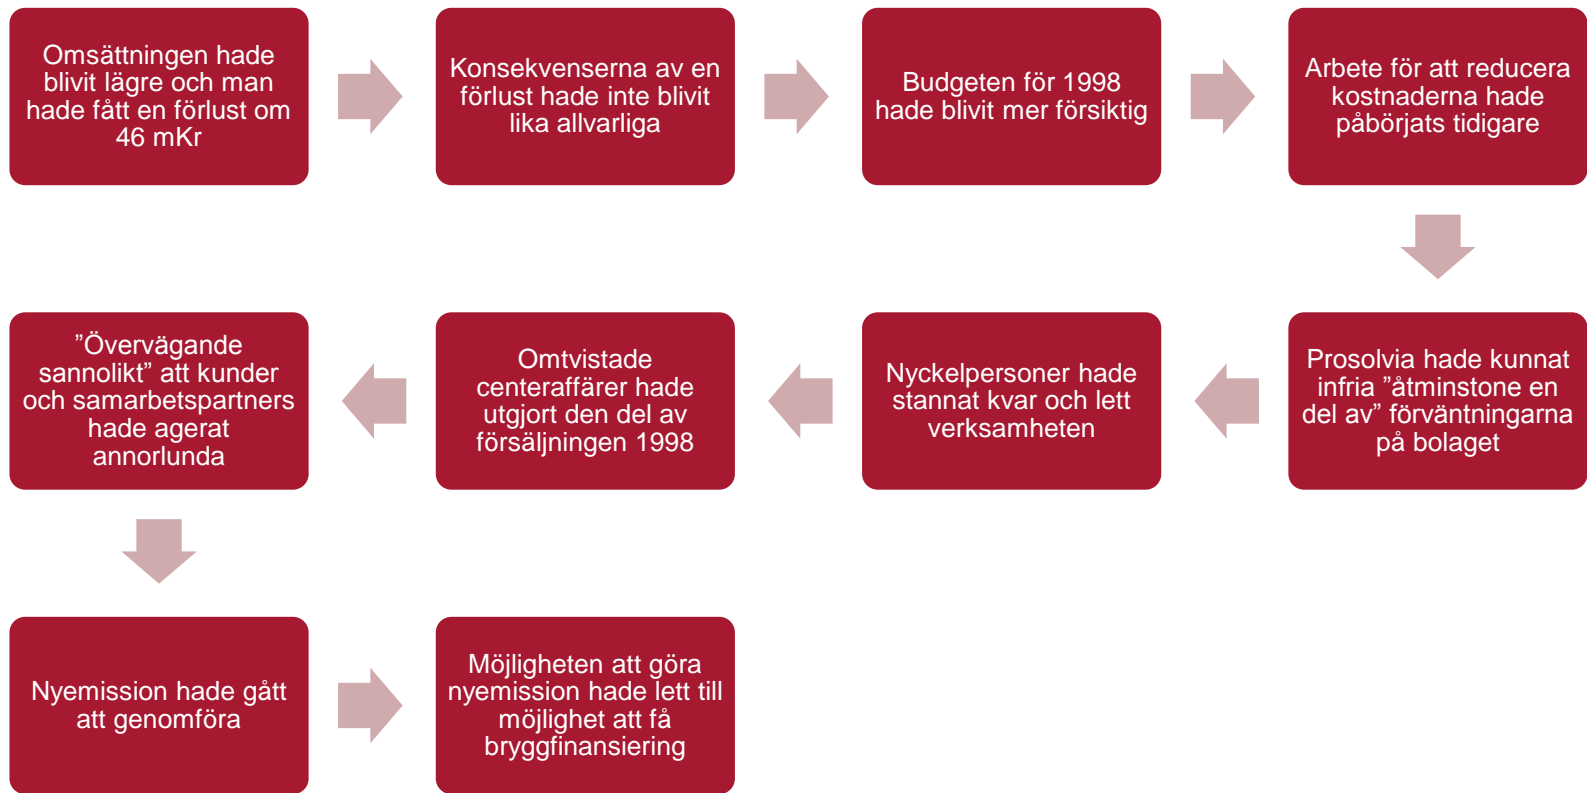 Omsättningen hade
blivit lägre och man
hade fått en förlust om
46 mKr
Konsekvenserna av en
förlust hade inte blivit
lika allvarliga
Budgeten för 1998
hade blivit mer försiktig
Arbete för att reducera
kostnaderna hade
påbörjats tidigare
Prosolvia hade kunnat
infria ”åtminstone en
del av” förväntningarna
på bolaget
Nyckelpersoner hade
stannat kvar och lett
verksamheten
Omtvistade
centeraffärer hade
utgjort den del av
försäljningen 1998
”Övervägande
sannolikt” att kunder
och samarbetspartners
hade agerat
annorlunda
Nyemission hade gått
att genomföra
Möjligheten att göra
nyemission hade lett till
möjlighet att få
bryggfinansiering